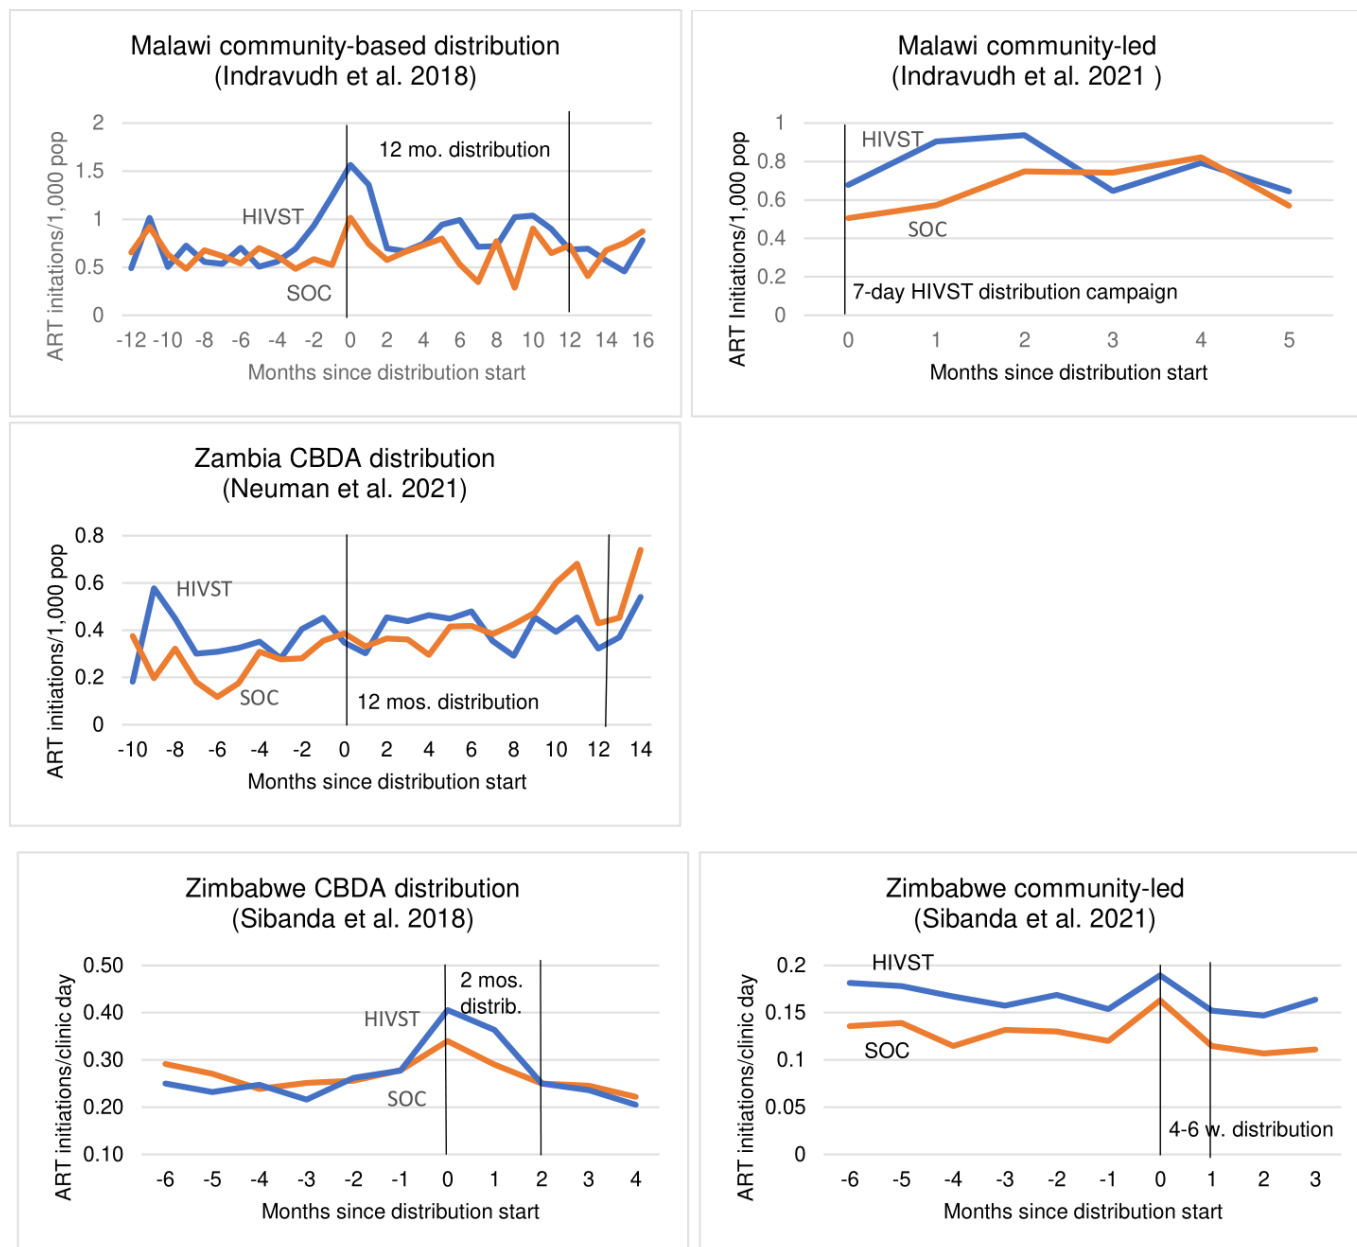 Malawi community-based distribution
(Indravudh et al. 2018)
ART initiations/1,000 pop
2
1.5
1
0.5
0
12 mo. distribution
HIVST
SOC
-12 -10 -8 -6 -4 -2 0 2 4 6 8 10 12 14 16
Months since distribution start
Malawi community-led
(Indravudh et al. 2021 )
ART Initiations/1,000 pop
1
0.8
0.6
0.4
0.2
0
HIVST
SOC
7-day HIVST distribution campaign
0 1 2 3 4 5
Months since distribution start
Zambia CBDA distribution
(Neuman et al. 2021)
ART initiations/1,000 pop
0.8
0.6
0.4
0.2
0
HIVST
SOC
12 mos. distribution
-10 -8 -6 -4 -2 0 2 4 6 8 10 12 14
Months since distribution start
Zimbabwe CBDA distribution
(Sibanda et al. 2018)
ART initiations/clinic day
0.50
0.40
0.30
0.20
0.10
2 mos.
distrib.
HIVST
SOC
-6 -5 -4 -3 -2 -1 0 1 2 3 4
Months since distribution start
Zimbabwe community-led
(Sibanda et al. 2021)
ART initiations/clinic day
0.2
0.15
0.1
0.05
0
HIVST
SOC
4-6 w. distribution
-6 -5 -4 -3 -2 -1 0 1 2 3
Months since distribution start